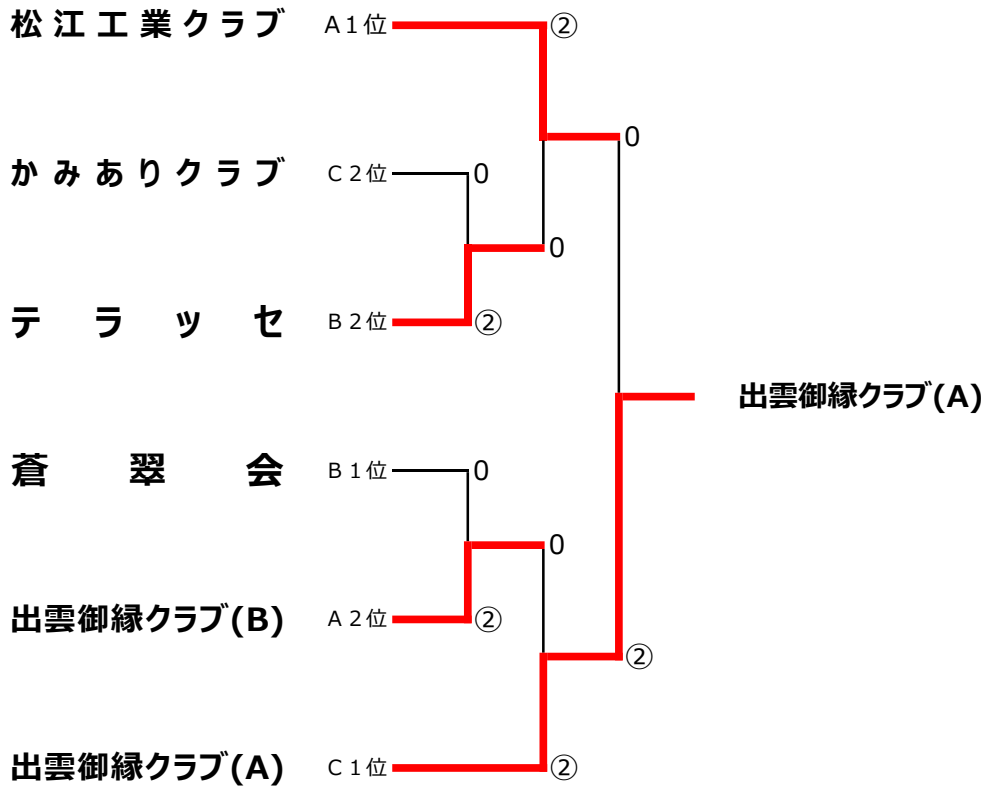 松江工業クラブ A1位 ②
0
かみありクラブ C2位 0
0
テラッセ B2位 ②
出雲御縁クラブ(A)
蒼翠会 B1位 0
0
出雲御縁クラブ(B) A2位 ②
②
出雲御縁クラブ(A) C1位 ②